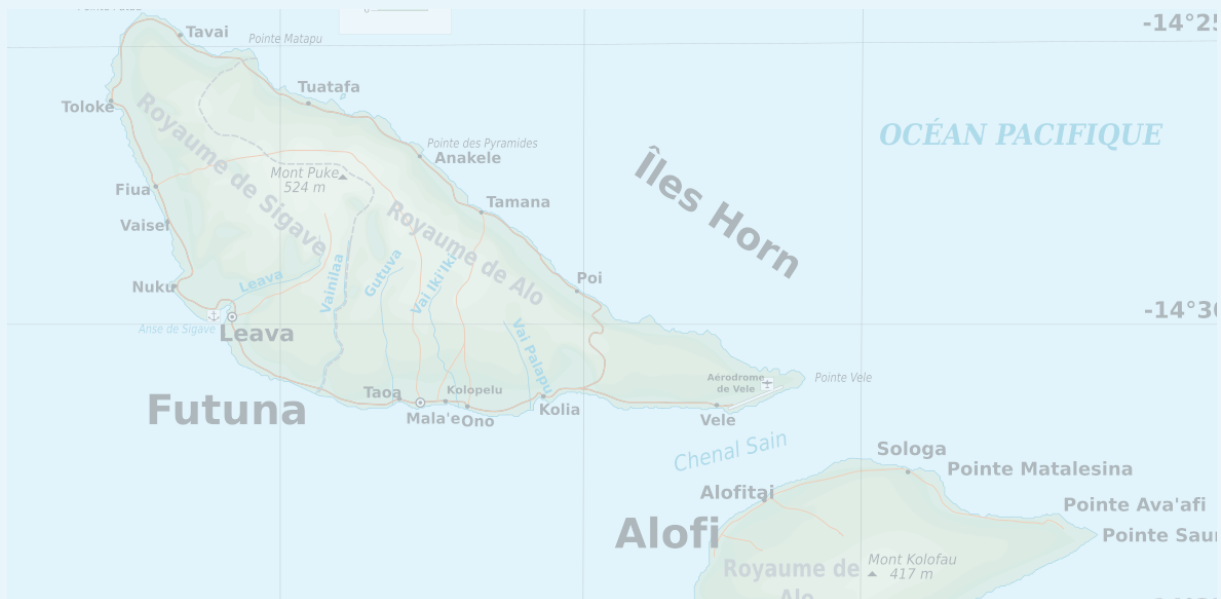 -14°25
Tavai
Pointe Matapu
Tuatafa
Toloke
OCÉAN PACIFIQUE
Pointe des Pyramides
Anakele
Royaume de Sigave
Mont Puke
524 m
Îles Horn
Fiua
Tamana
Royaume de Alo
Vaisei
Leava
Vainilaa
Gutuva
Vai Iki'Iki
Poi
Nuku
-14°30
Anse de Sigave
Leava
Vai Palapu
Aérodrome
de Vele
Pointe Vele
Taoa
Kolopelu
Futuna
Mala'e
Ono
Kolia
Vele
Chenal Sain
Sologa
Pointe Matalesina
Alofitai
Pointe Ava'afi
Alofi
Pointe Sau
Mont Kolofau
417 m
Royaume de
Alo